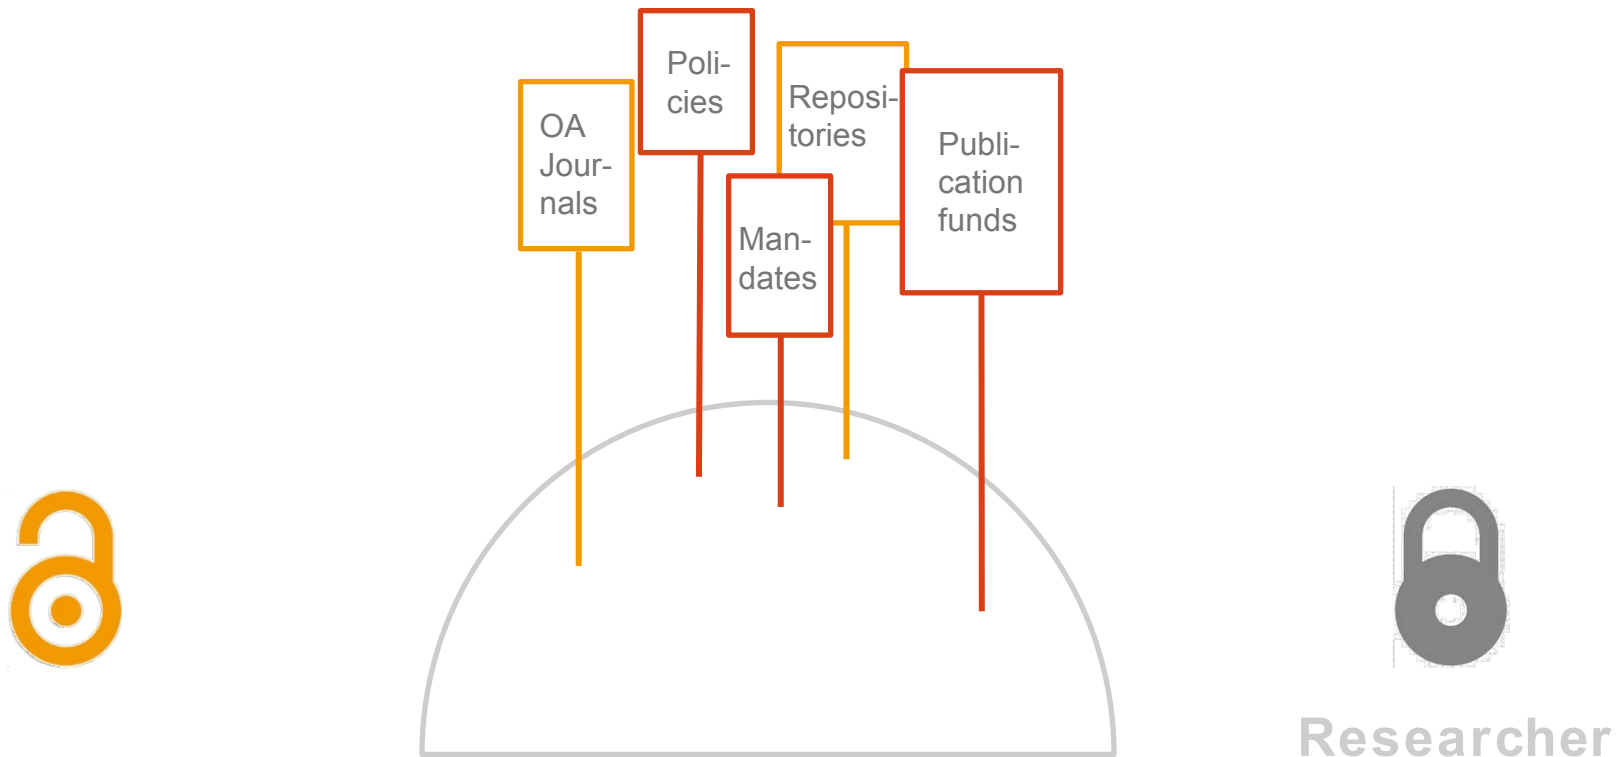 OA
Jour-
nals
Poli-
cies
Reposi-
tories
Man-
dates
Publi-
cation
funds
Researcher